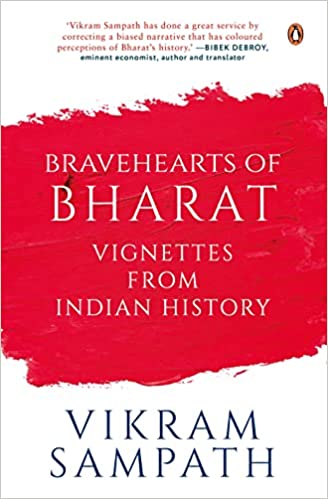 ‘Vikram Sampath has done a great service by
correcting a biased narrative that has coloured
perceptions of Bharat’s history.’ —BIBEK DEBROY,
eminent economist, author and translator
BRAVEHEARTS OF
BHARAT
VIGNETTES
FROM
INDIAN HISTORY
VIKRAM
SAMPATH